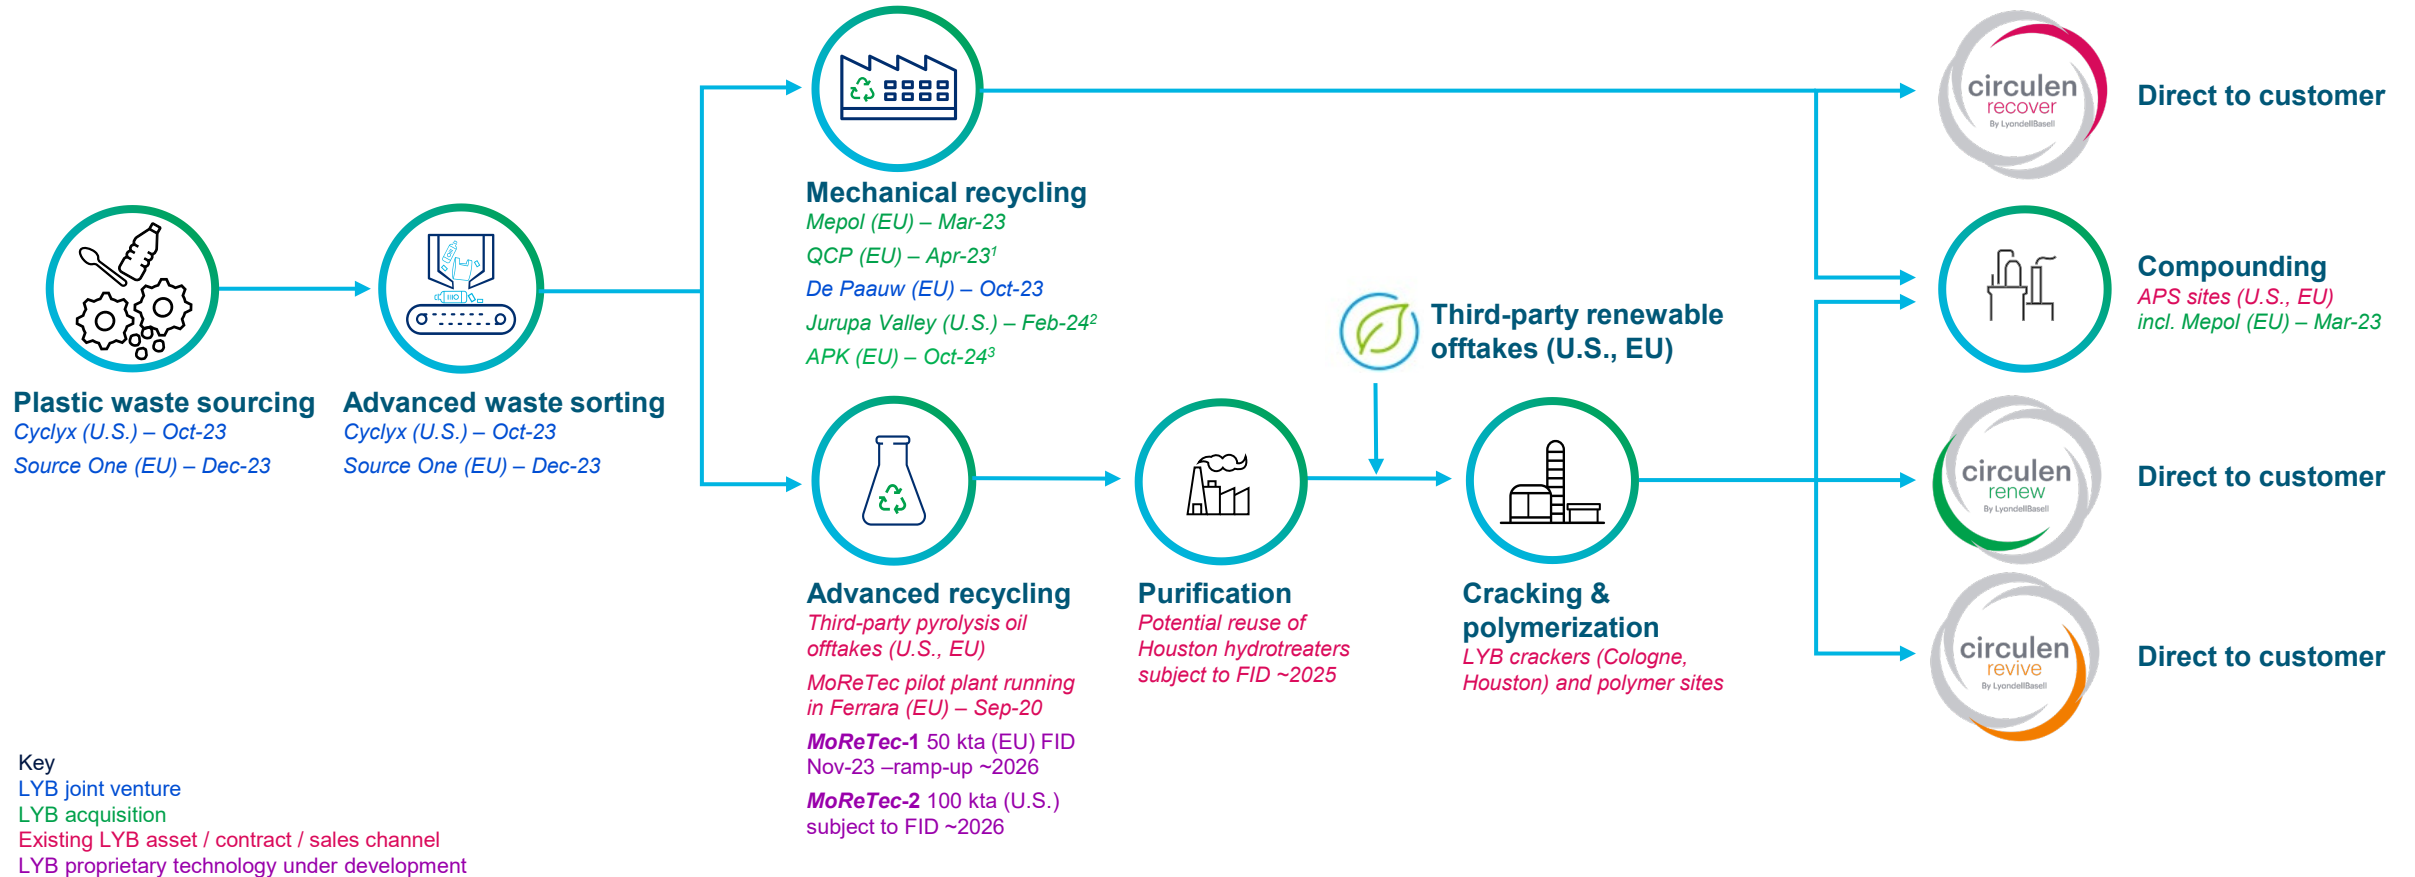 Plastic waste sourcing
Cyclyx (U.S.) – Oct-23
Source One (EU) – Dec-23
Advanced waste sorting
Cyclyx (U.S.) – Oct-23
Source One (EU) – Dec-23
Mechanical recycling
Mepol (EU) – Mar-23
QCP (EU) – Apr-23¹
De Paauw (EU) – Oct-23
Jurupa Valley (U.S.) – Feb-24²
APK (EU) – Oct-24³
Advanced recycling
Third-party pyrolysis oil
offtakes (U.S., EU)
MoReTec pilot plant running
in Ferrara (EU) – Sep-20
MoReTec-1 50 kta (EU) FID
Nov-23 –ramp-up ~2026
MoReTec-2 100 kta (U.S.)
subject to FID ~2026
Purification
Potential reuse of
Houston hydrotreaters
subject to FID ~2025
Third-party renewable
offtakes (U.S., EU)
Cracking &
polymerization
LYB crackers (Cologne,
Houston) and polymer sites
circulen
recover
By LyondellBasell
Direct to customer
Compounding
APS sites (U.S., EU)
incl. Mepol (EU) – Mar-23
circulen
renew
By LyondellBasell
Direct to customer
circulen
revive
By LyondellBasell
Direct to customer
Key
LYB joint venture
LYB acquisition
Existing LYB asset / contract / sales channel
LYB proprietary technology under development